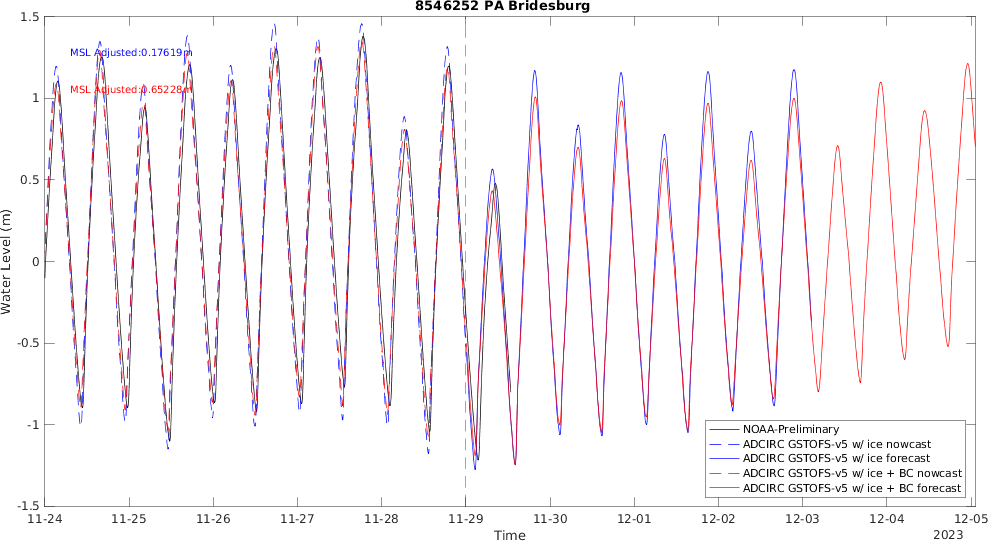 8546252 PA Bridesburg
1.5
1
0.5
0
-0.5
-1
-1.5
Water Level (m)
MSL Adjusted:0.17619m
MSL Adjusted:0.65228m
NOAA-Preliminary
ADCIRC GSTOFS-v5 w/ ice nowcast
ADCIRC GSTOFS-v5 w/ ice forecast
ADCIRC GSTOFS-v5 w/ ice + BC nowcast
ADCIRC GSTOFS-v5 w/ ice + BC forecast
11-24 11-25 11-26 11-27 11-28 11-29 11-30 12-01 12-02 12-03 12-04 12-05
Time
2023